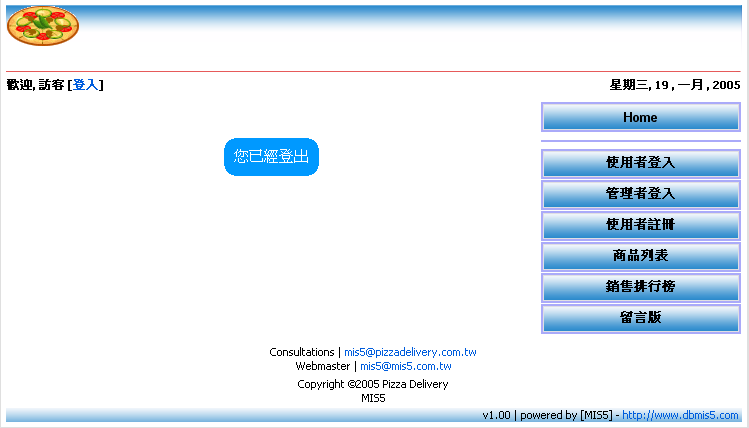 歡迎, 訪客 [登入]
星期三, 19 , 一月 , 2005
Home
您已經登出
使用者登入
管理者登入
使用者註冊
商品列表
銷售排行榜
留言版
Consultations | mis5@pizzadelivery.com.tw
Webmaster | mis5@mis5.com.tw
Copyright ©2005 Pizza Delivery
MIS5
v1.00 | powered by [MIS5] - http://www.dbmis5.com